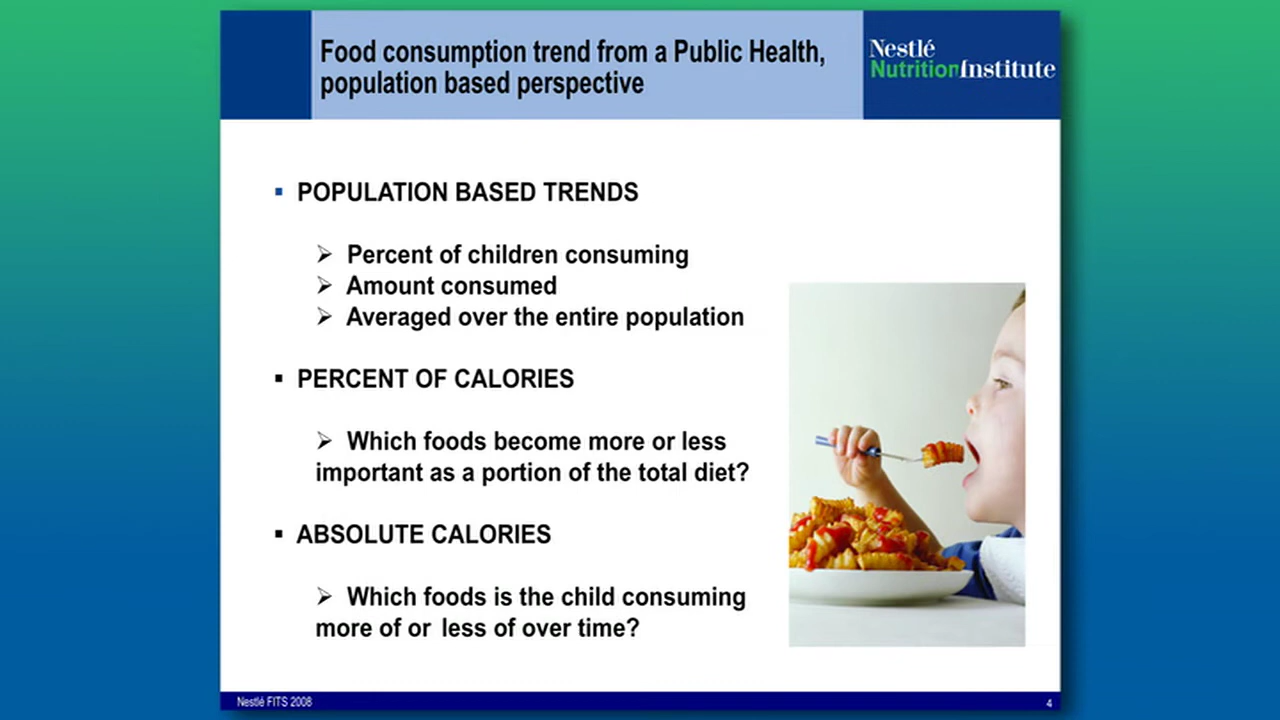 Food consumption trend from a Public Health,
population based perspective
Nestlé
NutritionInstitute
▪ POPULATION BASED TRENDS
➢ Percent of children consuming
➢ Amount consumed
➢ Averaged over the entire population
▪ PERCENT OF CALORIES
➢ Which foods become more or less
important as a portion of the total diet?
▪ ABSOLUTE CALORIES
➢ Which foods is the child consuming
more of or less of over time?
Nestlé FITS 2008
4